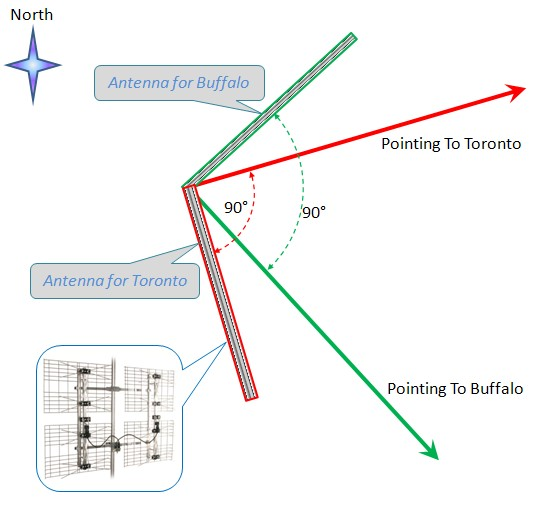 North
Antenna for Buffalo
Pointing To Toronto
90°
90°
Antenna for Toronto
Pointing To Buffalo